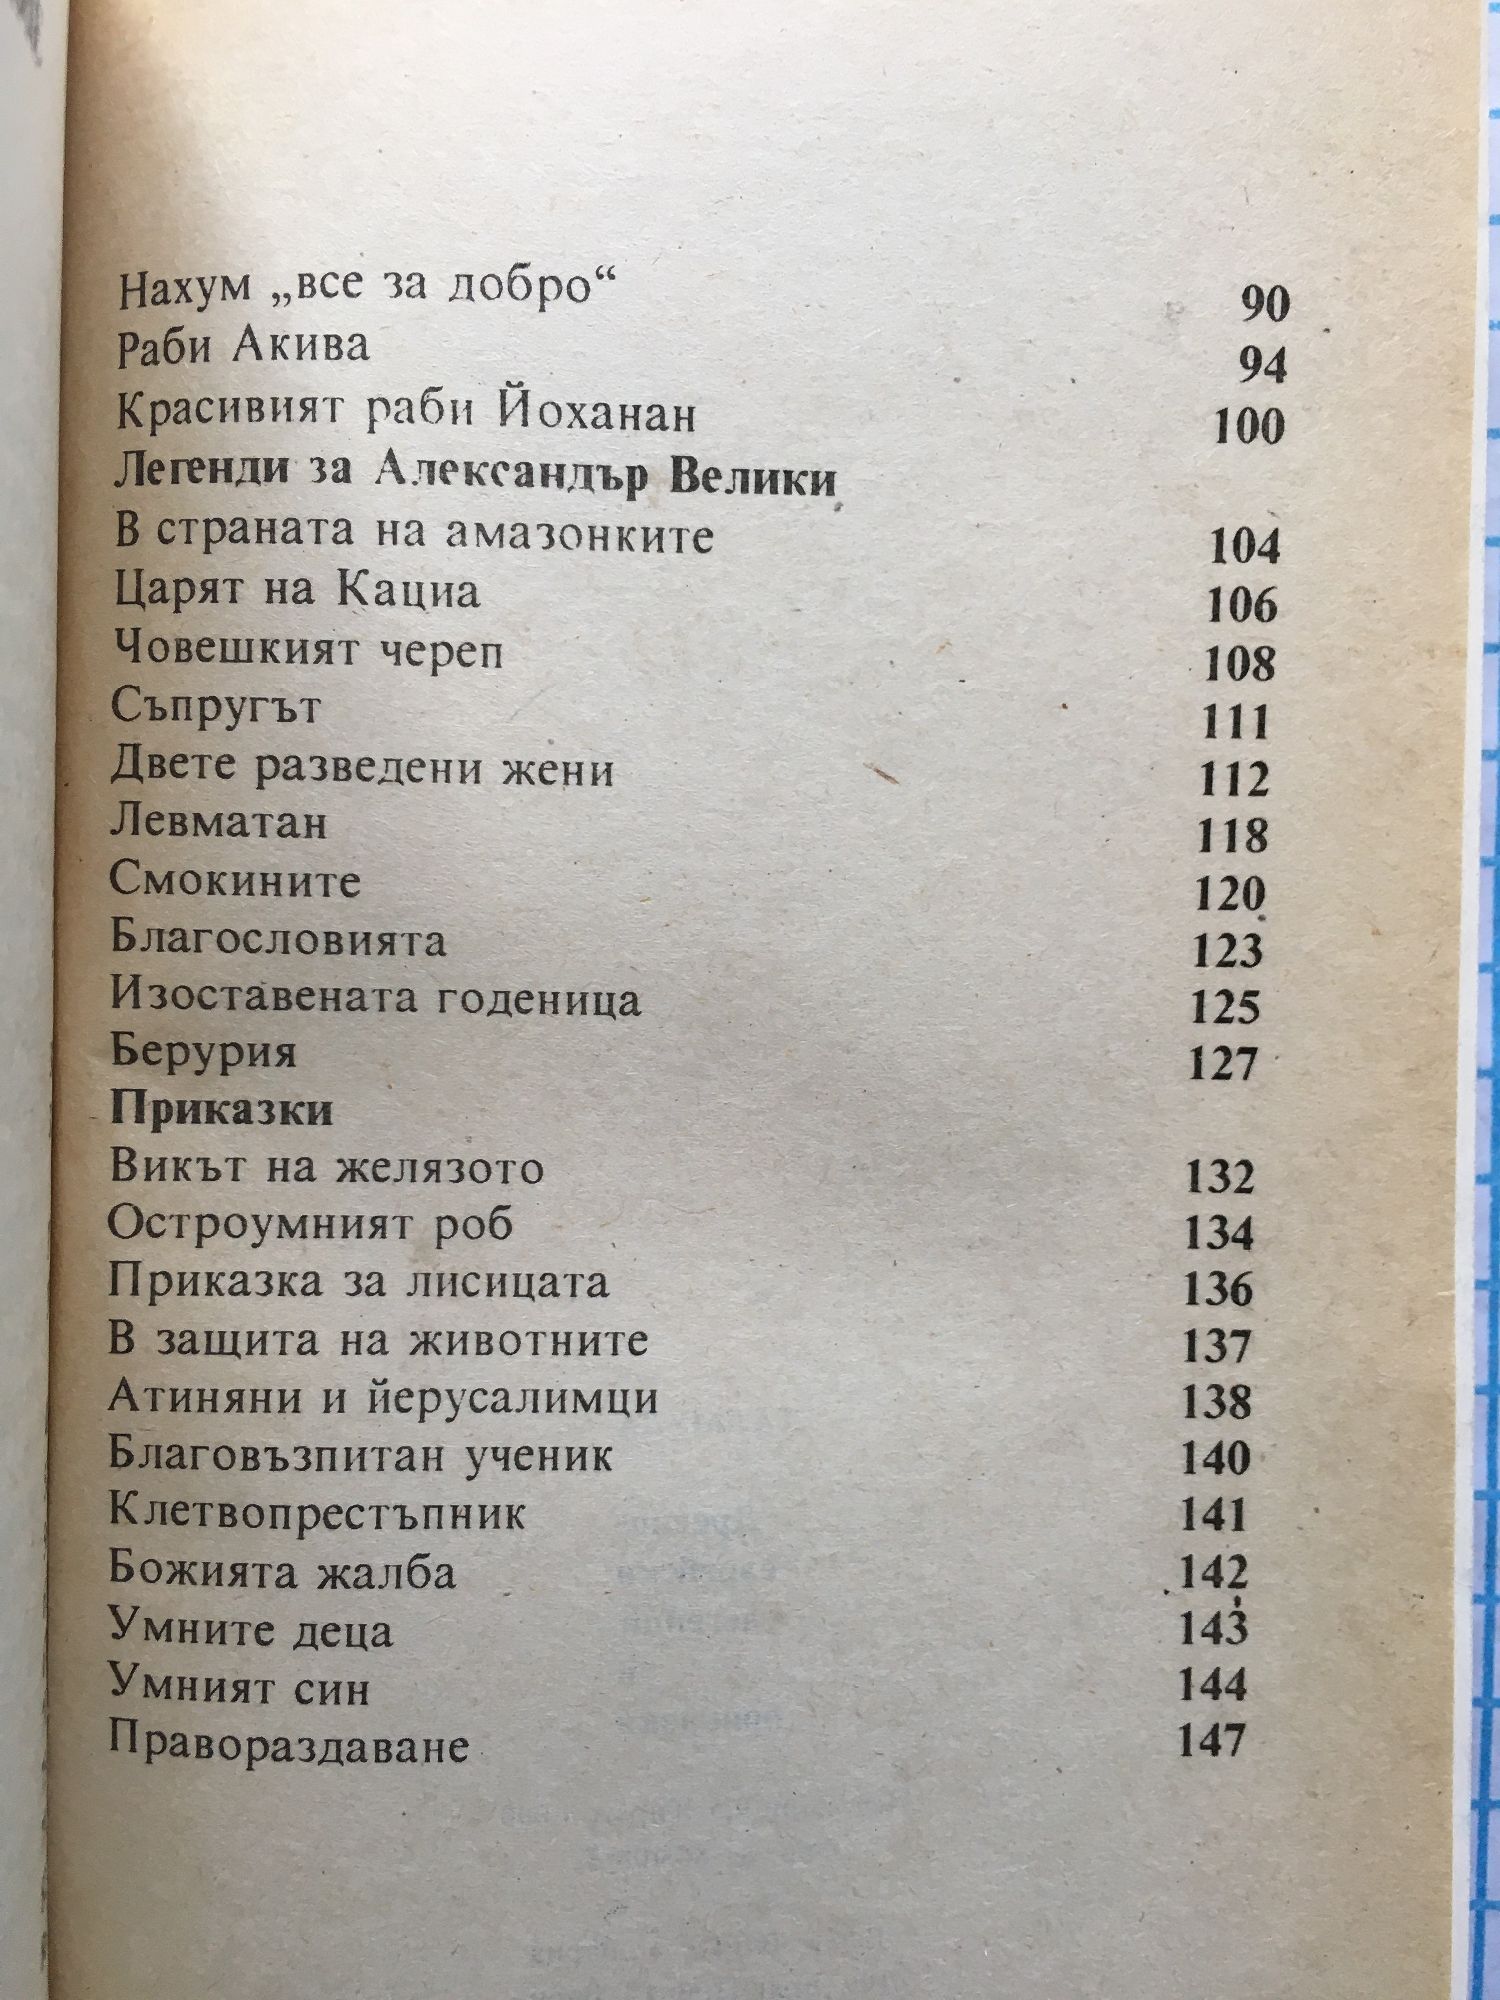 Нахум „все за добро“ 90
Раби Акива 94
Красивият раби Йоханан 100
Легенди за Александър Велики
В страната на амазонките 104
Царят на Кациа 106
Човешкият череп 108
Съпругът 111
Двете разведени жени 112
Левматан 118
Смокините 120
Благословията 123
Изоставената годеница 125
Берурия 127
Приказки
Викът на желязото 132
Остроумният роб 134
Приказка за лисицата 136
В защита на животните 137
Атиняни и йерусалимци 138
Благовъзпитан ученик 140
Клетвопрестъпник 141
Божията жалба 142
Умните деца 143
Умният син 144
Правораздаване 147